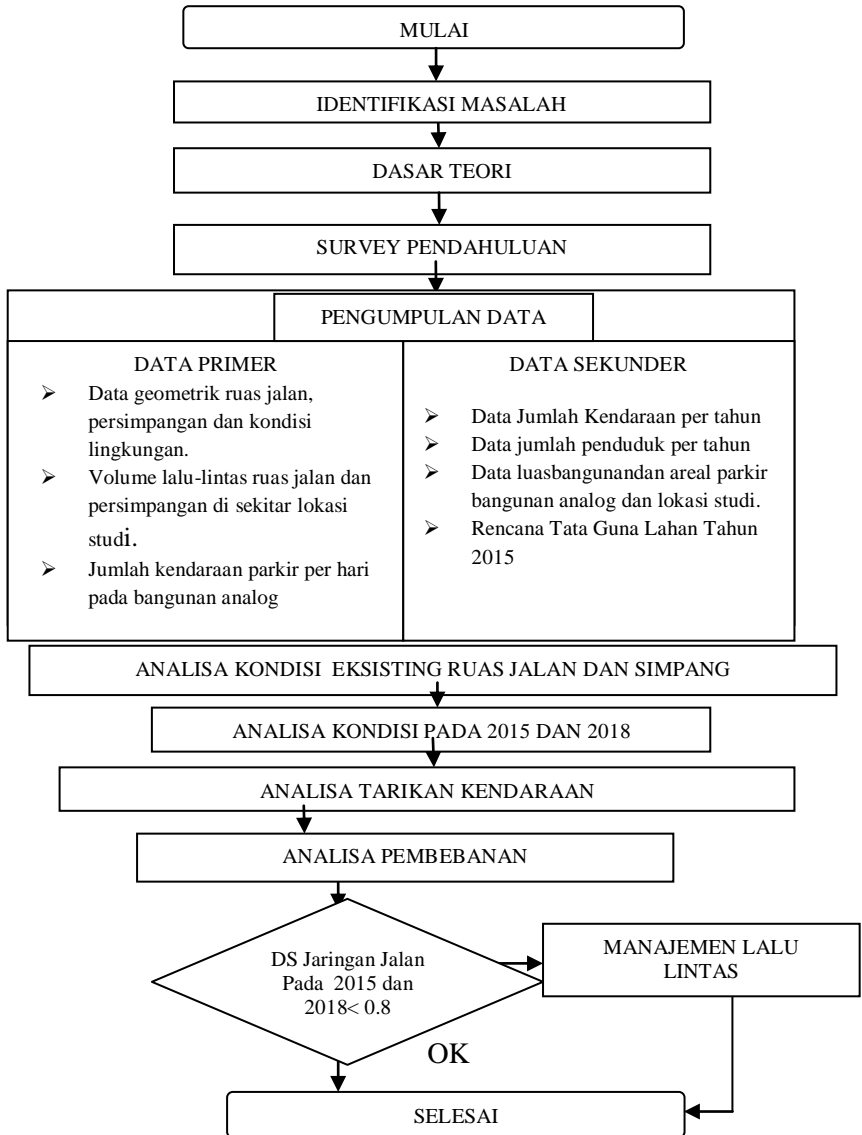 MULAI
IDENTIFIKASI MASALAH
DASAR TEORI
SURVEY PENDAHULUAN
PENGUMPULAN DATA
DATA PRIMER
➢ Data geometrik ruas jalan,
persimpangan dan kondisi
lingkungan.
➢ Volume lalu-lintas ruas jalan dan
persimpangan di sekitar lokasi
studi.
➢ Jumlah kendaraan parkir per hari
pada bangunan analog
DATA SEKUNDER
➢ Data Jumlah Kendaraan per tahun
➢ Data jumlah penduduk per tahun
➢ Data luasbangunandan areal parkir
bangunan analog dan lokasi studi.
➢ Rencana Tata Guna Lahan Tahun
2015
ANALISA KONDISI EKSISTING RUAS JALAN DAN SIMPANG
ANALISA KONDISI PADA 2015 DAN 2018
ANALISA TARIKAN KENDARAAN
ANALISA PEMBEBANAN
DS Jaringan Jalan
Pada 2015 dan
2018< 0.8
MANAJEMEN LALU
LINTAS
OK
SELESAI